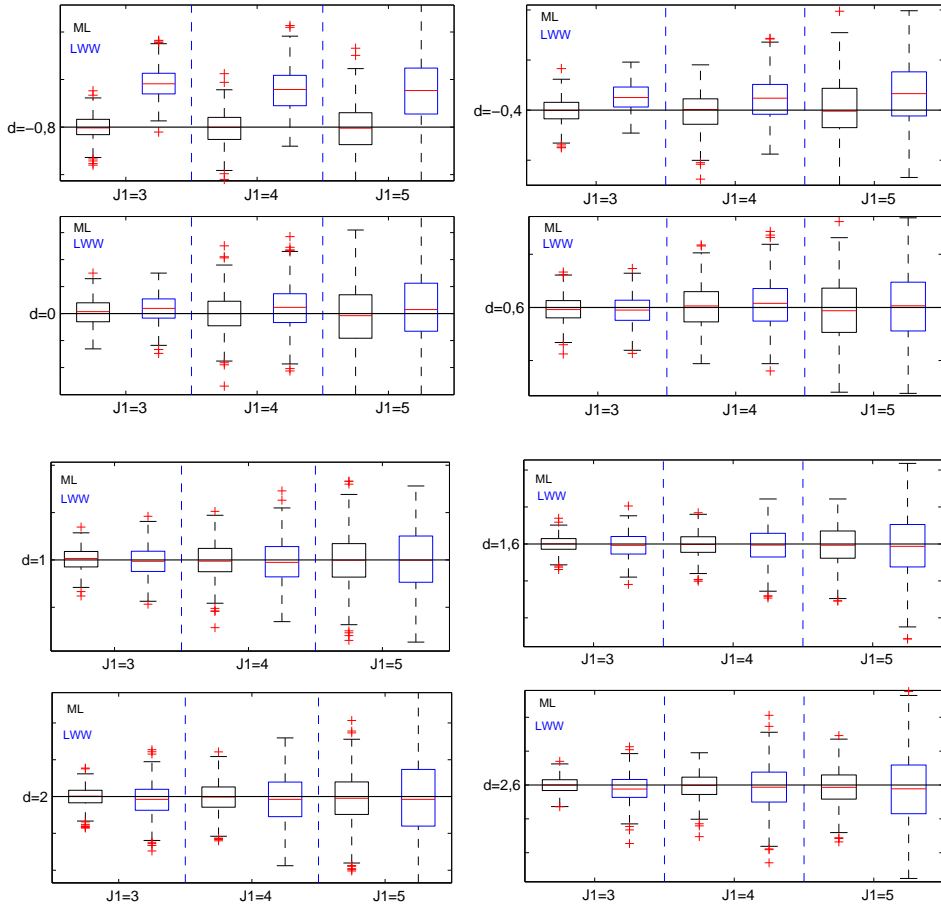 ML
LWW
d=−0,8
J1=3
J1=4
J1=5
ML
LWW
d=−0,4
J1=3
J1=4
J1=5
ML
LWW
d=0
J1=3
J1=4
J1=5
ML
LWW
d=0,6
J1=3
J1=4
J1=5
ML
LWW
d=1
J1=3
J1=4
J1=5
ML
LWW
d=1,6
J1=3
J1=4
J1=5
ML
LWW
d=2
J1=3
J1=4
J1=5
ML
LWW
d=2,6
J1=3
J1=4
J1=5